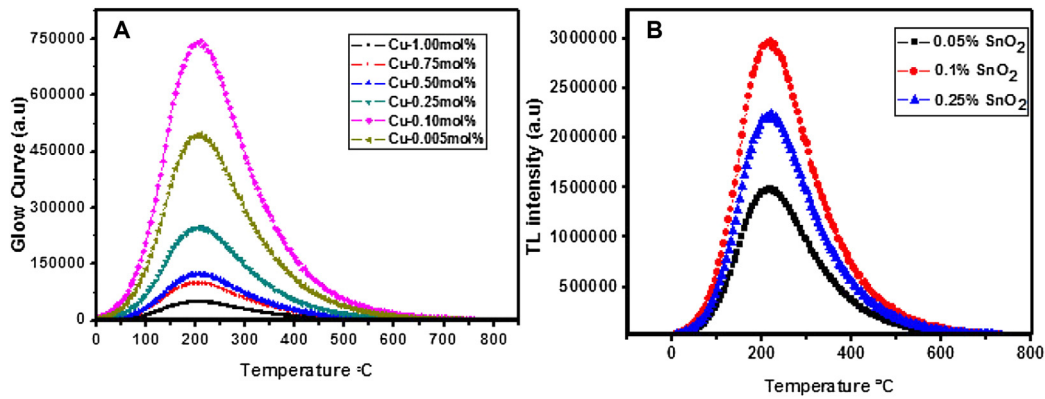 A
Glow Curve (a.u)
750000
600000
450000
300000
150000
0
0 100 200 300 400 500 600 700 800
Temperature °C
Cu-1.00mol%
Cu-0.75mol%
Cu-0.50mol%
Cu-0.25mol%
Cu-0.10mol%
Cu-0.005mol%
B
TL intensity (a.u)
3000000
2500000
2000000
1500000
1000000
500000
0
0 200 400 600 800
Temperature °C
0.05% SnO₂
0.1% SnO₂
0.25% SnO₂